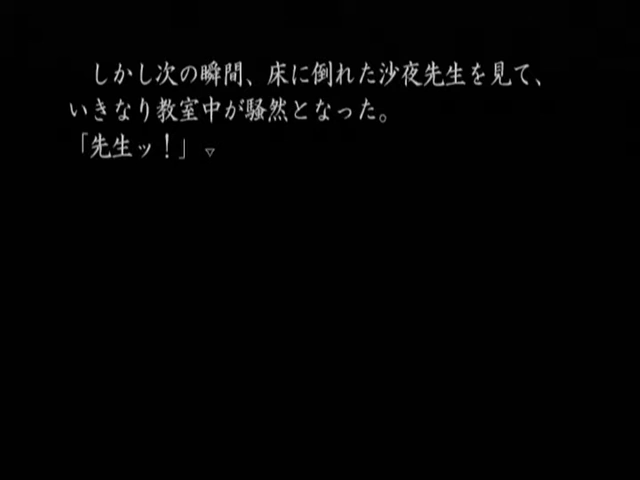 しかし次の瞬間、床に倒れた沙夜先生を見て、
いきなり教室中が騒然となった。
「先生ッ！」▿